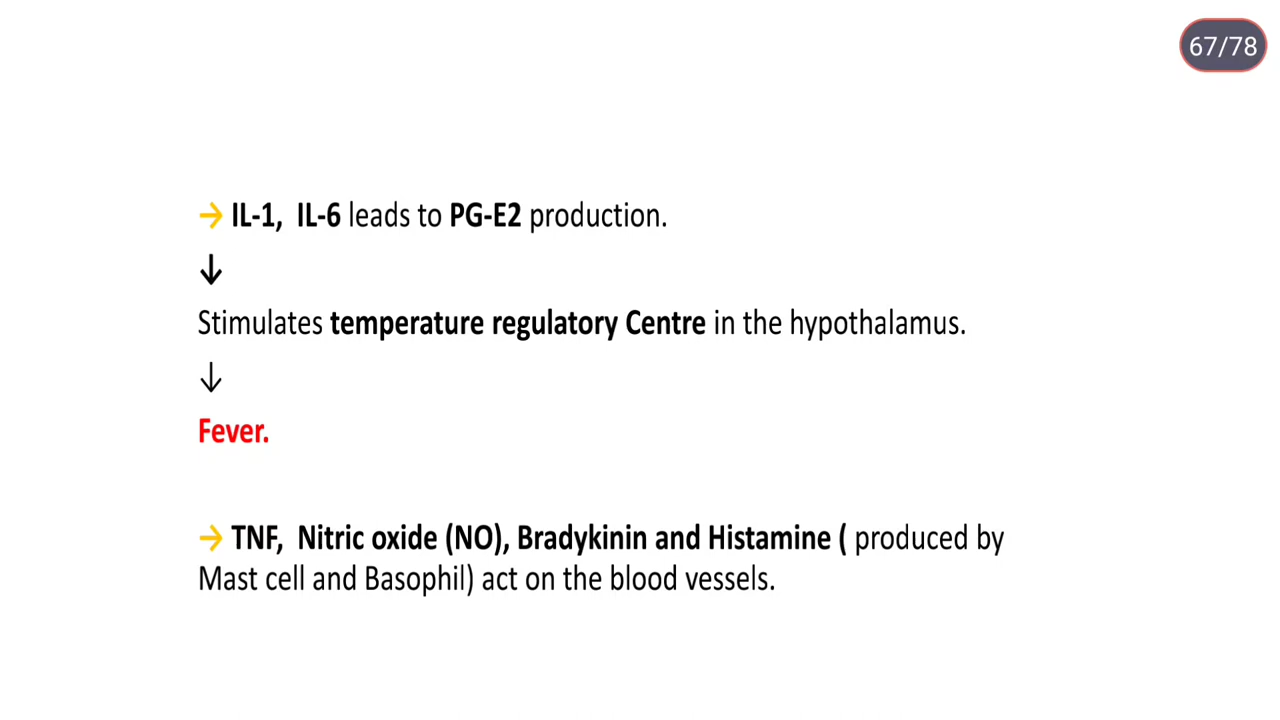 67/78
→ IL-1, IL-6 leads to PG-E2 production.
↓
Stimulates temperature regulatory Centre in the hypothalamus.
↓
Fever.
→ TNF, Nitric oxide (NO), Bradykinin and Histamine ( produced by
Mast cell and Basophil) act on the blood vessels.